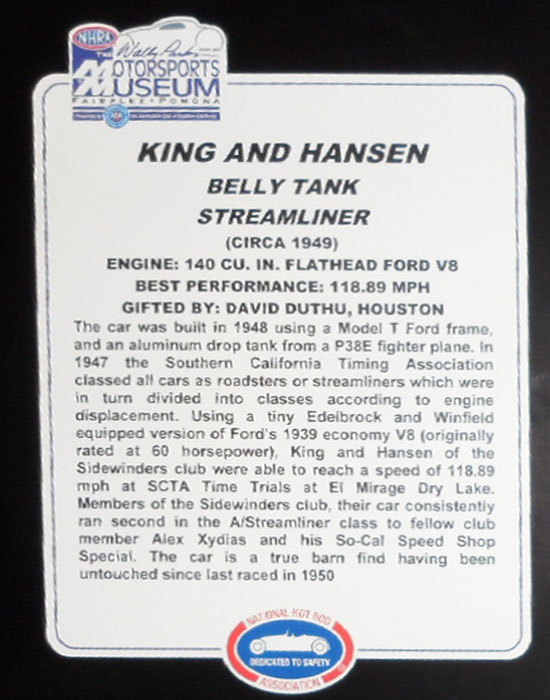 NHRA
THE Wally Parks
MOTORSPORTS
MUSEUM
FAIRPLEX • POMONA
KING AND HANSEN
BELLY TANK
STREAMLINER
(CIRCA 1949)
ENGINE: 140 CU. IN. FLATHEAD FORD V8
BEST PERFORMANCE: 118.89 MPH
GIFTED BY: DAVID DUTHU, HOUSTON
The car was built in 1948 using a Model T Ford frame,
and an aluminum drop tank from a P38E fighter plane. In
1947 the Southern California Timing Association
classed all cars as roadsters or streamliners which were
in turn divided into classes according to engine
displacement. Using a tiny Edelbrock and Winfield
equipped version of Ford's 1939 economy V8 (originally
rated at 60 horsepower), King and Hansen of the
Sidewinders club were able to reach a speed of 118.89
mph at SCTA Time Trials at El Mirage Dry Lake.
Members of the Sidewinders club, their car consistently
ran second in the A/Streamliner class to fellow club
member Alex Xydias and his So-Cal Speed Shop
Special. The car is a true barn find having been
untouched since last raced in 1950
NATIONAL HOT ROD
DEDICATED TO SAFETY
ASSOCIATION